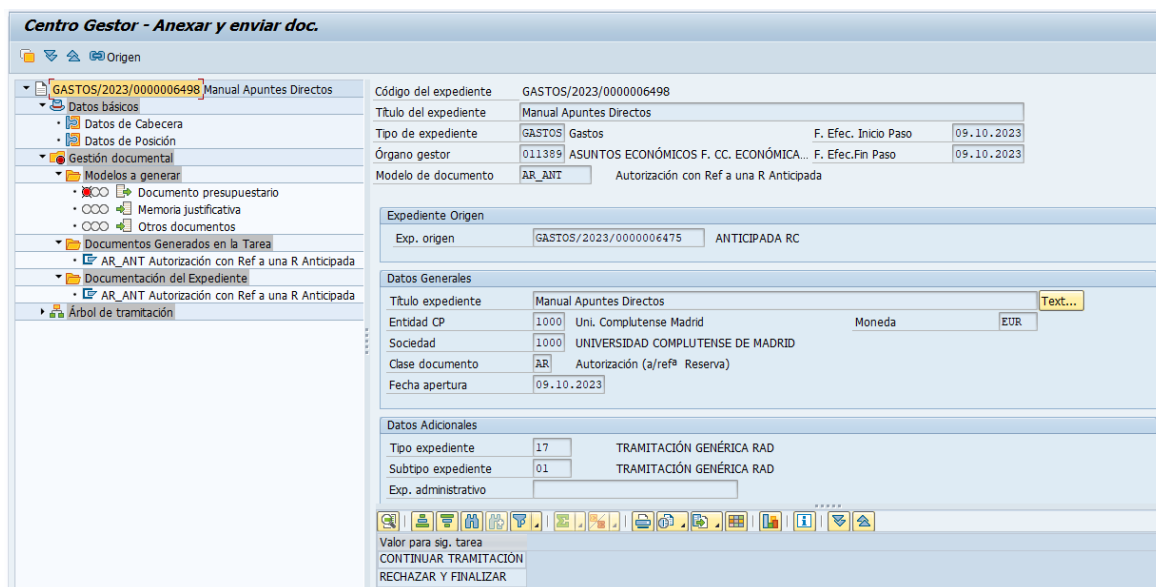 Centro Gestor - Anexar y enviar doc.
Origen
GASTOS/2023/0000006498 Manual Apuntes Directos
Datos básicos
Datos de Cabecera
Datos de Posición
Gestión documental
Modelos a generar
Documento presupuestario
Memoria justificativa
Otros documentos
Documentos Generados en la Tarea
AR_ANT Autorización con Ref a una R Anticipada
Documentación del Expediente
AR_ANT Autorización con Ref a una R Anticipada
Árbol de tramitación
Código del expediente GASTOS/2023/0000006498
Título del expediente Manual Apuntes Directos
Tipo de expediente GASTOS Gastos F. Efec. Inicio Paso 09.10.2023
Órgano gestor 011389 ASUNTOS ECONÓMICOS F. CC. ECONÓMICA... F. Efec.Fin Paso 09.10.2023
Modelo de documento AR_ANT Autorización con Ref a una R Anticipada
Expediente Origen
Exp. origen GASTOS/2023/0000006475 ANTICIPADA RC
Datos Generales
Título expediente Manual Apuntes Directos Text...
Entidad CP 1000 Uni. Complutense Madrid Moneda EUR
Sociedad 1000 UNIVERSIDAD COMPLUTENSE DE MADRID
Clase documento AR Autorización (a/refª Reserva)
Fecha apertura 09.10.2023
Datos Adicionales
Tipo expediente 17 TRAMITACIÓN GENÉRICA RAD
Subtipo expediente 01 TRAMITACIÓN GENÉRICA RAD
Exp. administrativo
Valor para sig. tarea
CONTINUAR TRAMITACIÓN
RECHAZAR Y FINALIZAR